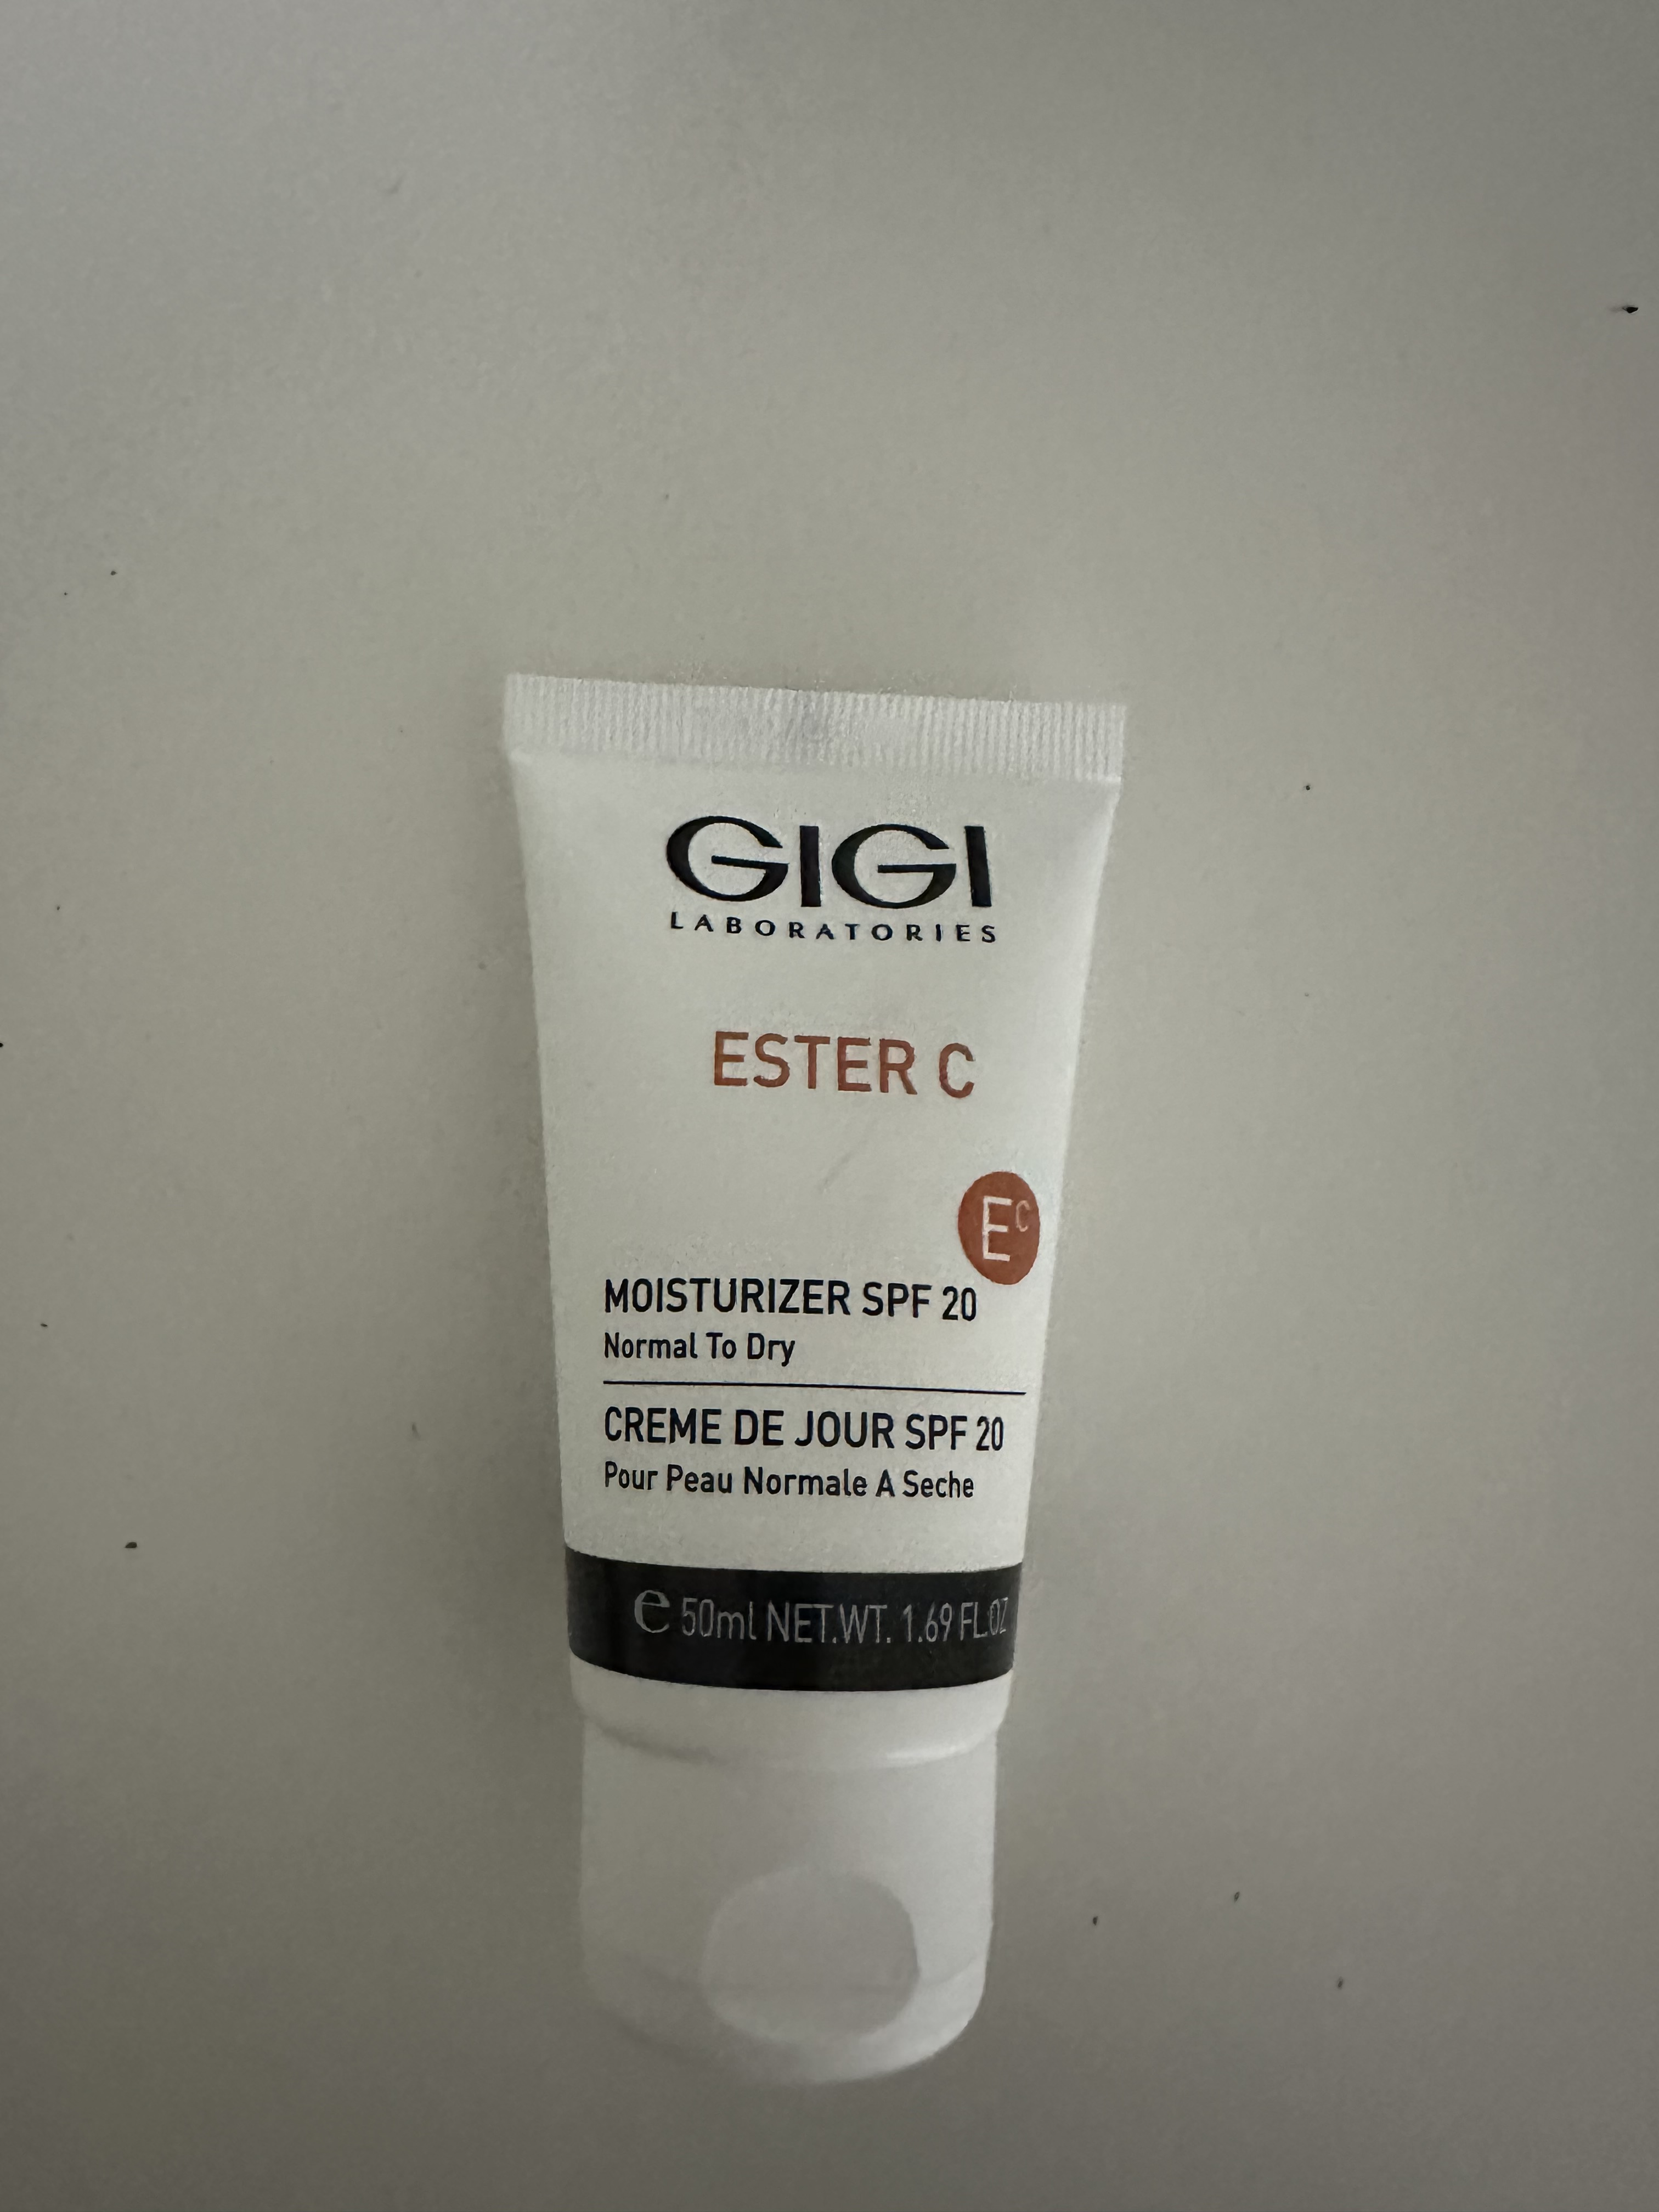 GIGI
LABORATORIES
ESTER C
EC
MOISTURIZER SPF 20
Normal To Dry
CREME DE JOUR SPF 20
Pour Peau Normale A Seche
e 50ml NET.WT. 1.69 FL.OZ